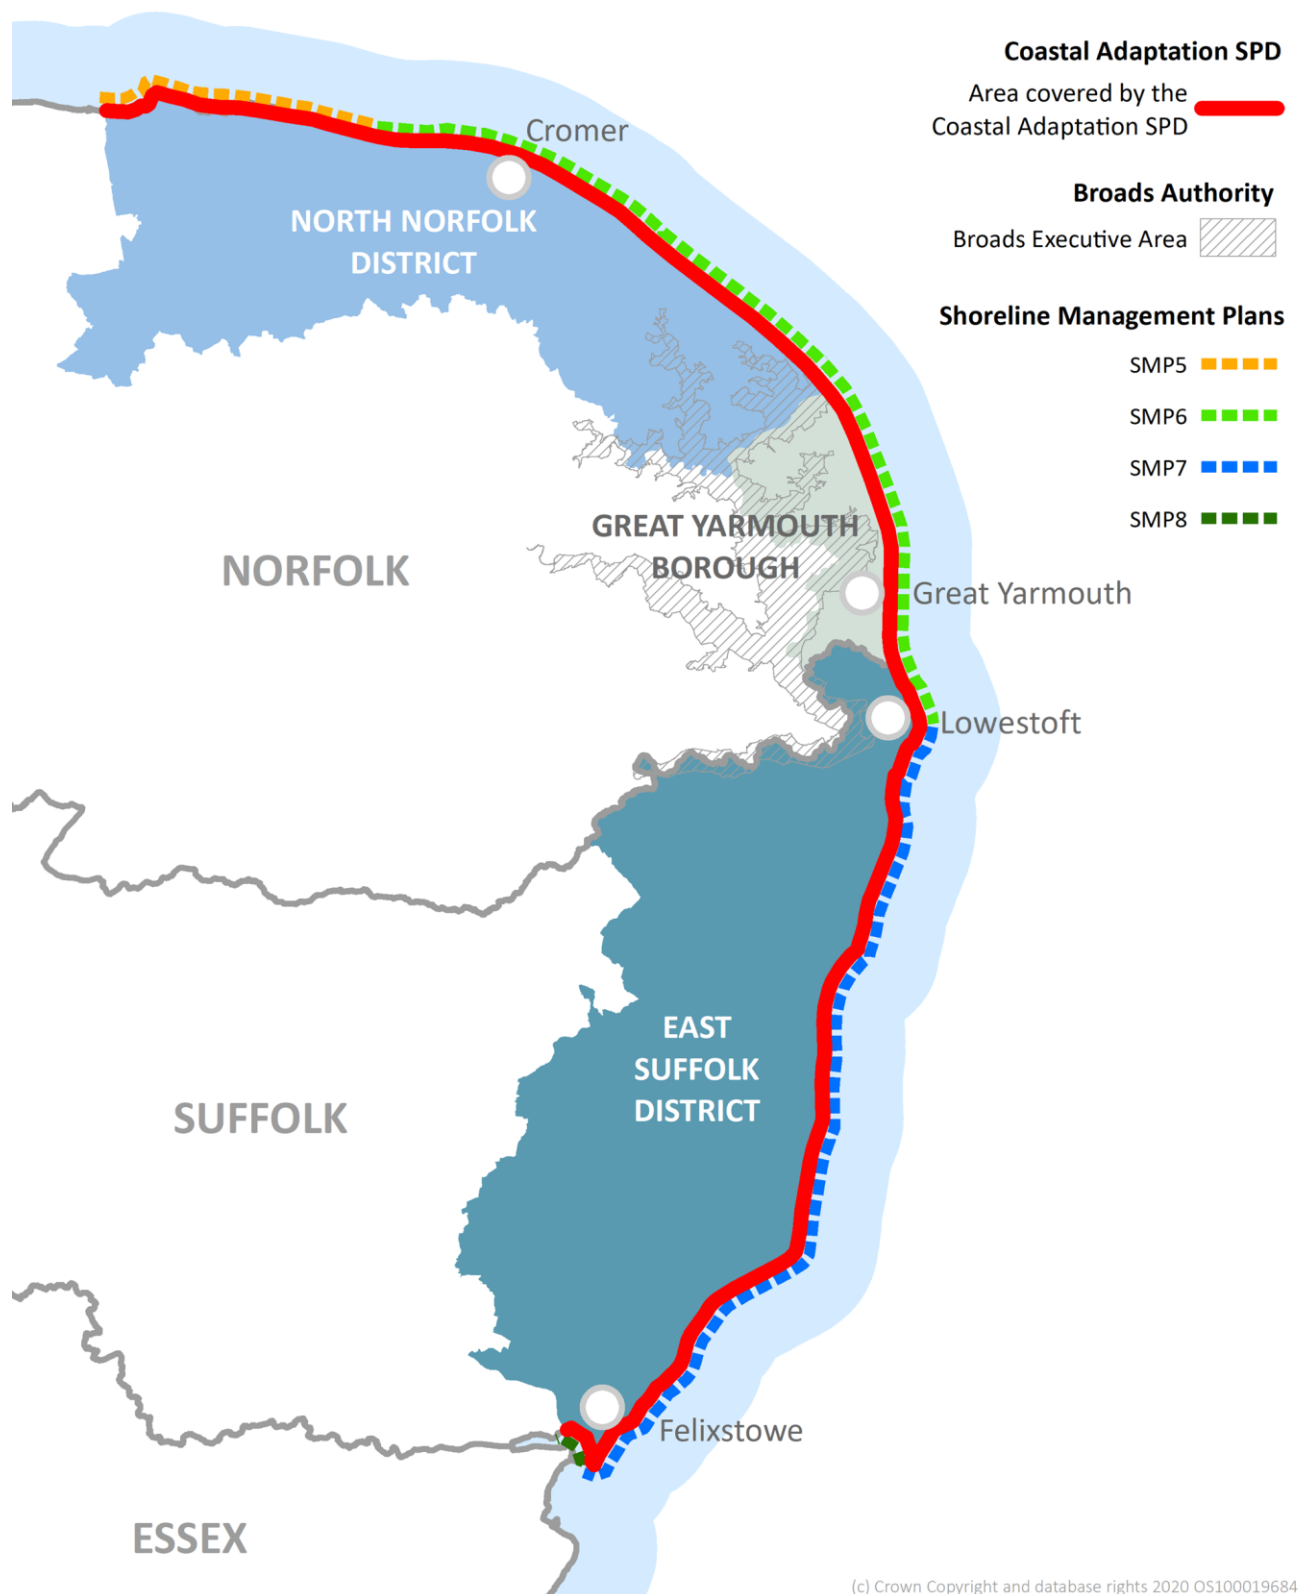 Coastal Adaptation SPD
Area covered by the
Coastal Adaptation SPD
Broads Authority
Broads Executive Area
Shoreline Management Plans
SMP5
SMP6
SMP7
SMP8
Cromer
NORTH NORFOLK
DISTRICT
GREAT YARMOUTH
BOROUGH
NORFOLK
Great Yarmouth
Lowestoft
EAST
SUFFOLK
DISTRICT
SUFFOLK
Felixstowe
ESSEX
(c) Crown Copyright and database rights 2020 OS100019684